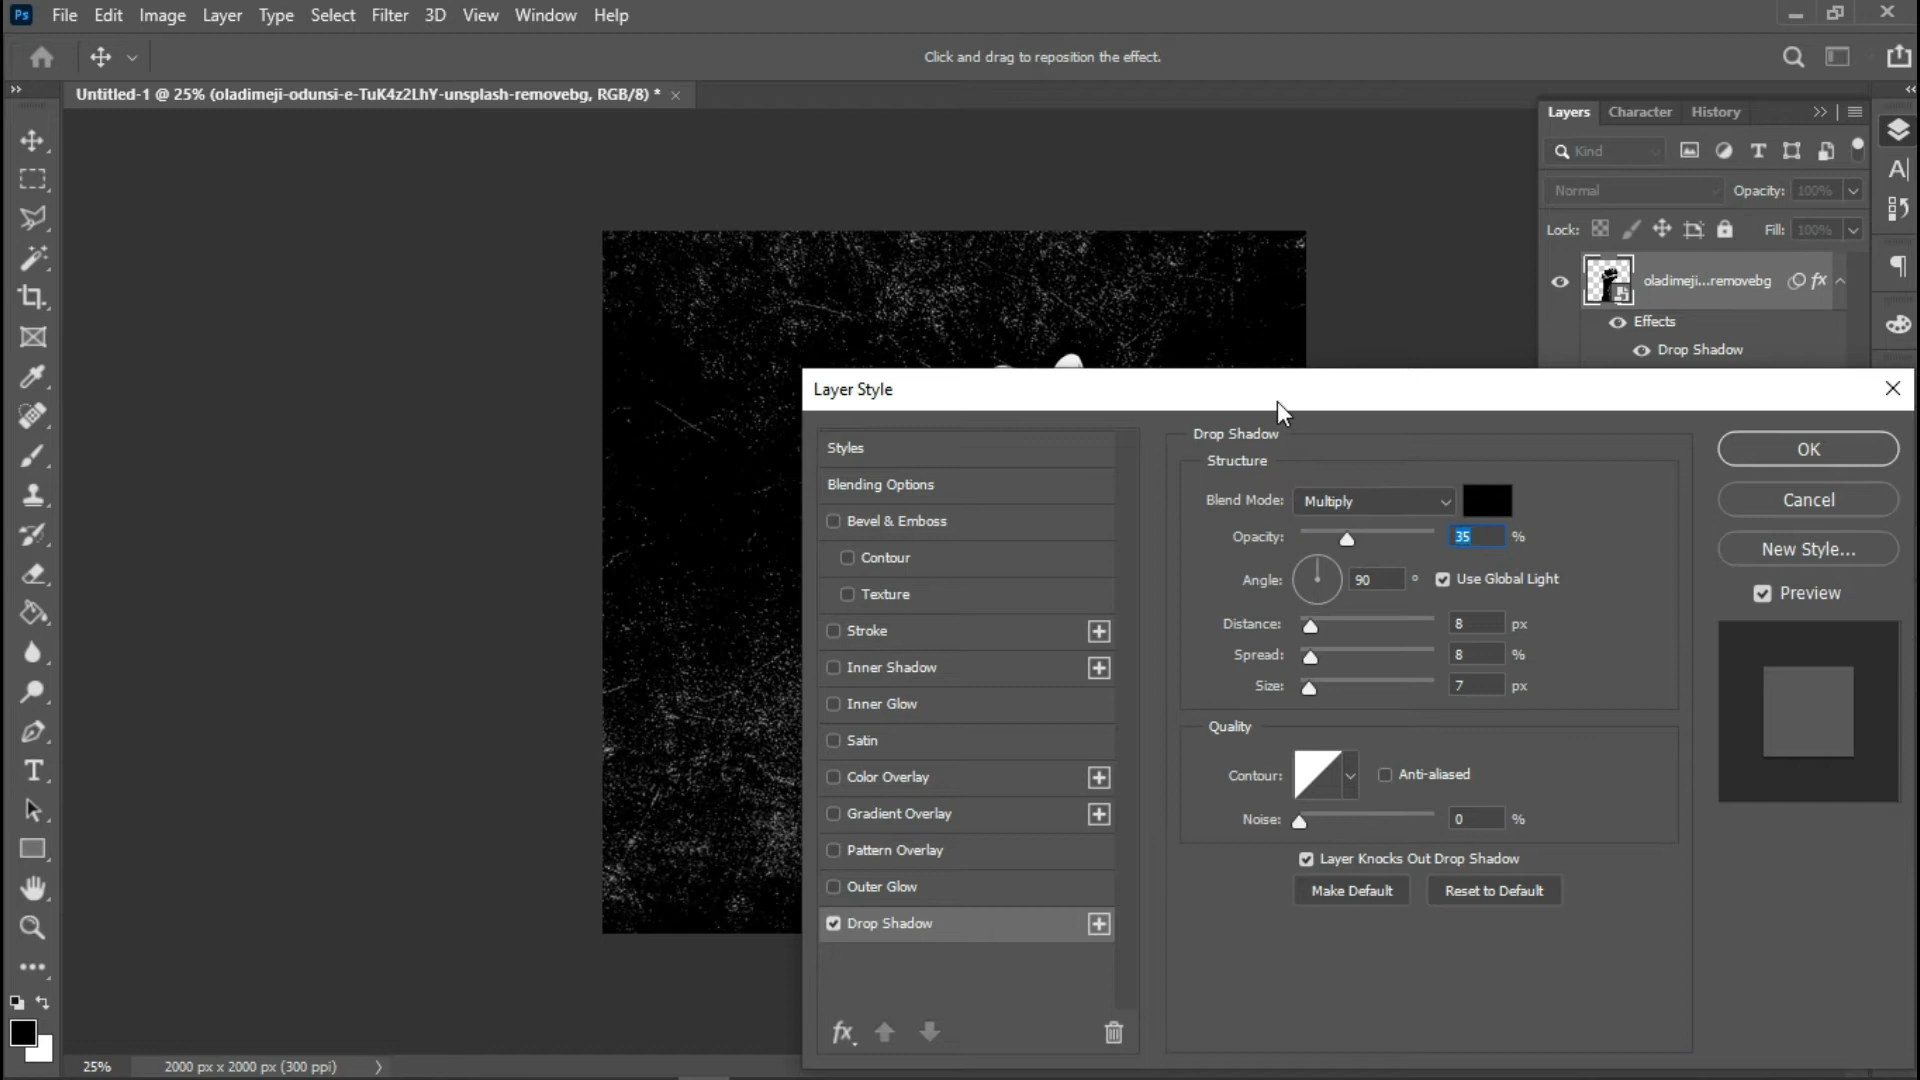 Ps File Edit Image Layer Type Select Filter 3D View Window Help
Click and drag to reposition the effect.
Untitled-1 @ 25% (oladimeji-odunsi-e-TuK4z2LhY-unsplash-removebg, RGB/8) *
Layers Character History
Kind
Normal Opacity: 100%
Lock: Fill: 100%
oladimeji...removebg fx
Effects
Drop Shadow
Layer Style
Styles
Blending Options
Bevel & Emboss
Contour
Texture
Stroke
Inner Shadow
Inner Glow
Satin
Color Overlay
Gradient Overlay
Pattern Overlay
Outer Glow
Drop Shadow
fx
Drop Shadow
Structure
Blend Mode: Multiply
Opacity: 35 %
Angle: 90 ° Use Global Light
Distance: 8 px
Spread: 8 %
Size: 7 px
Quality
Contour: Anti-aliased
Noise: 0 %
Layer Knocks Out Drop Shadow
Make Default Reset to Default
OK
Cancel
New Style...
Preview
25% 2000 px x 2000 px (300 ppi)